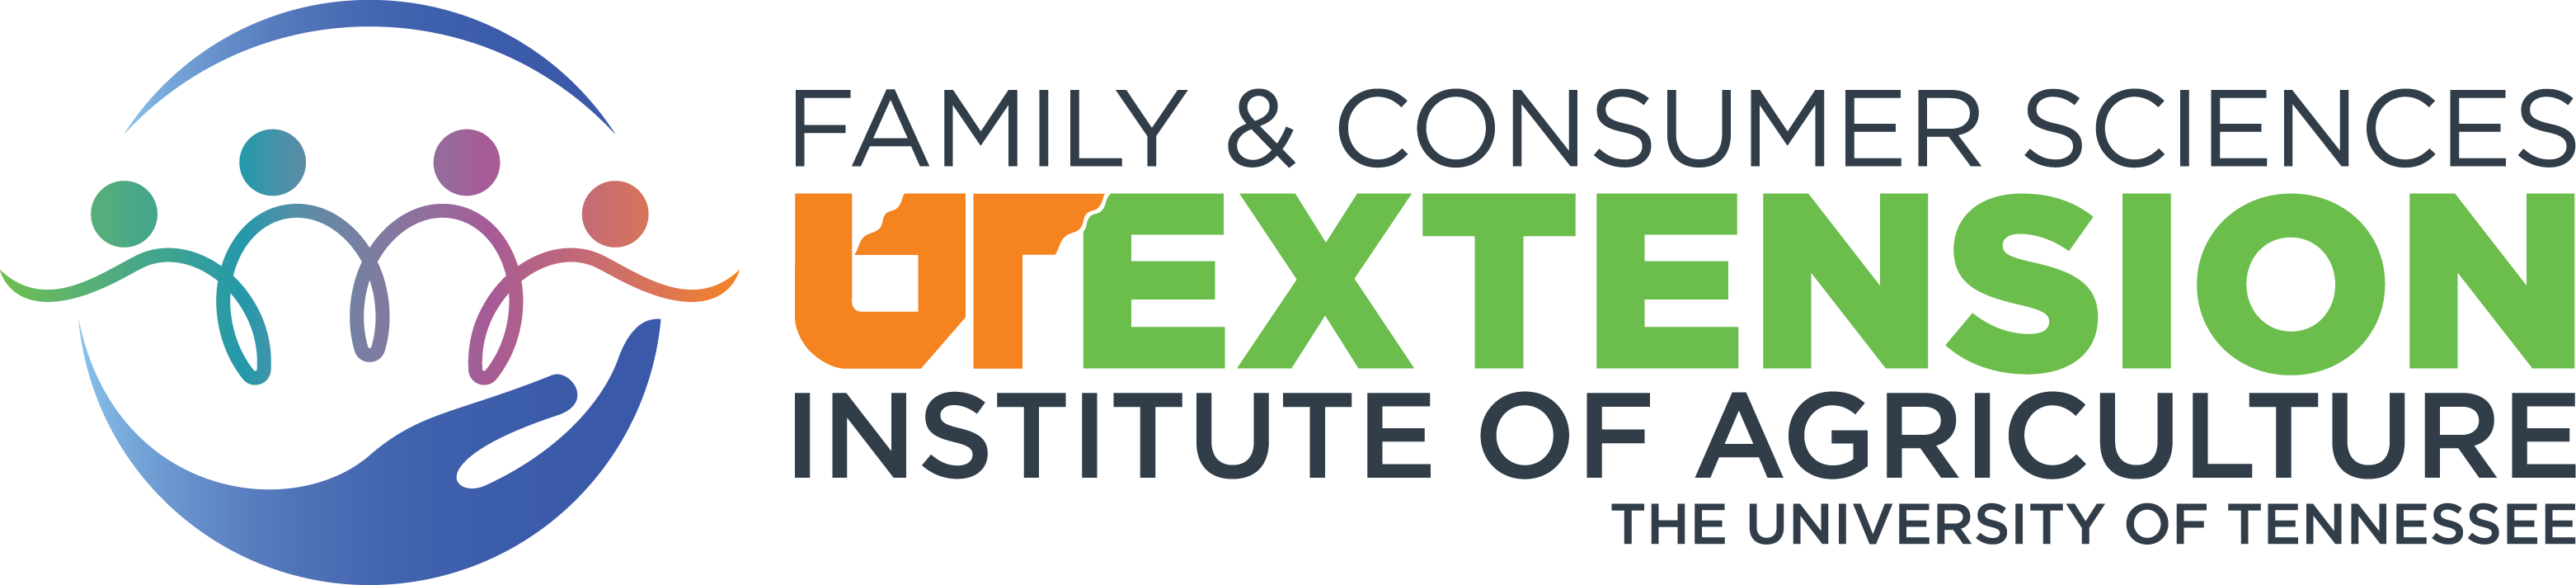 FAMILY & CONSUMER SCIENCES
UTEXTENSION
INSTITUTE OF AGRICULTURE
THE UNIVERSITY OF TENNESSEE